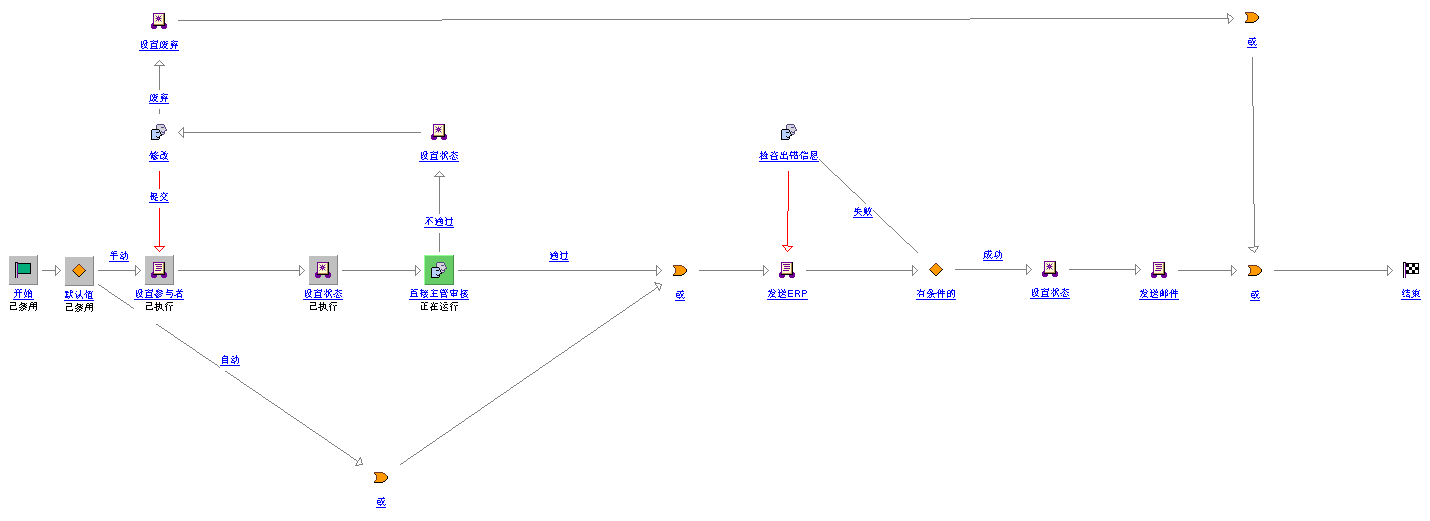 设置废弃
或
废弃
修改
设置状态
检查出错信息
提交
不通过
失败
手动
通过
成功
开始
已禁用
默认值
已禁用
设置参与者
已执行
设置状态
已执行
直接主管审核
正在运行
或
发送ERP
有条件的
设置状态
发送邮件
或
结束
自动
或